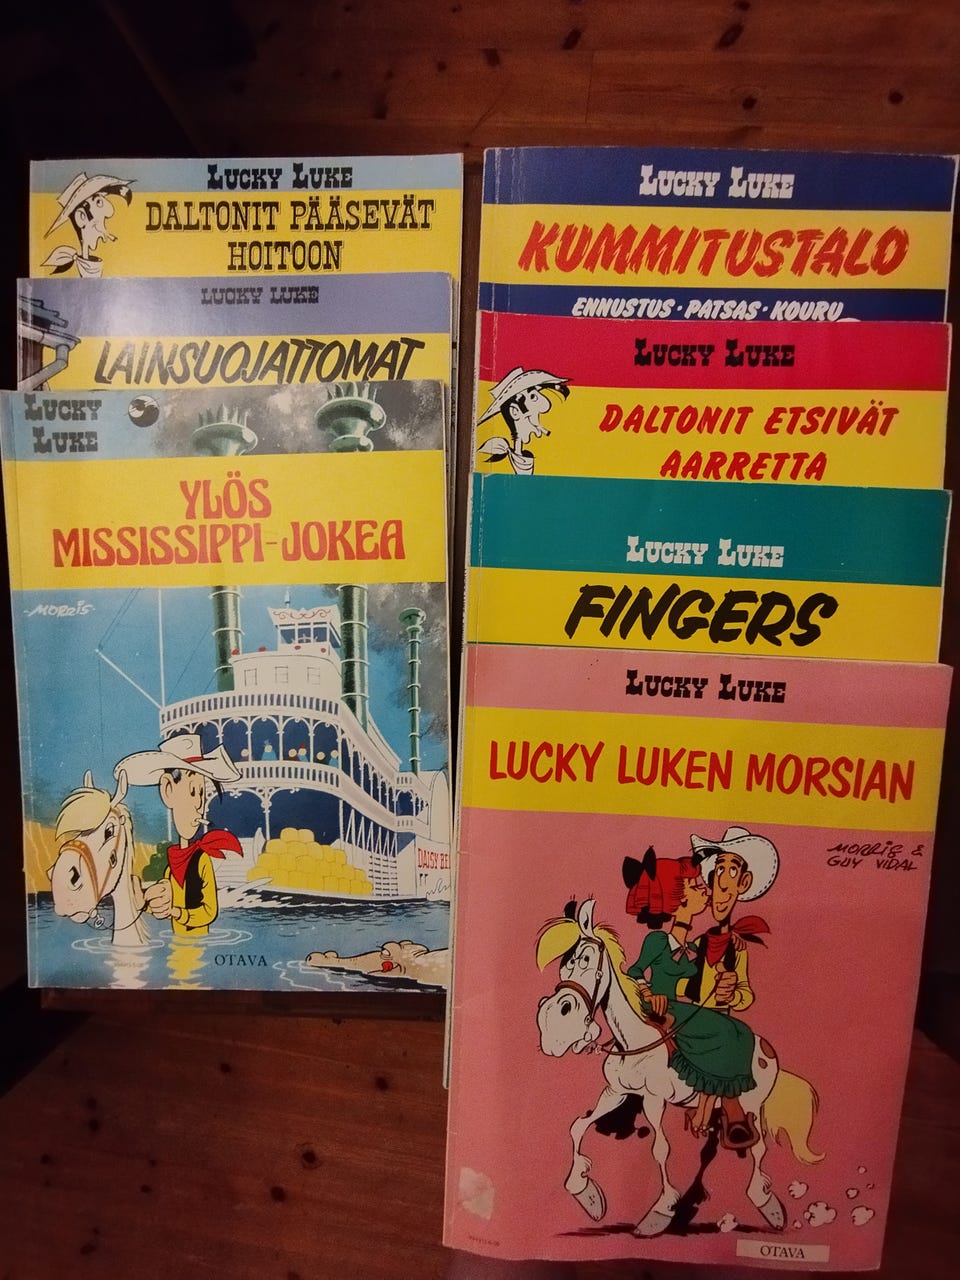 LUCKY LUKE
DALTONIT PÄÄSEVÄT
HOITOON
LUCKY LUKE
LAINSUOJATTOMAT
LUCKY
LUKE
YLÖS
MISSISSIPPI-JOKEA
-MORRIS-
DAISY BE
OTAVA
LUCKY LUKE
KUMMITUSTALO
ENNUSTUS · PATSAS · KOURU
LUCKY LUKE
DALTONIT ETSIVÄT
AARRETTA
LUCKY LUKE
FINGERS
LUCKY LUKE
LUCKY LUKEN MORSIAN
MORRIS &
GUY VIDAL
OTAVA